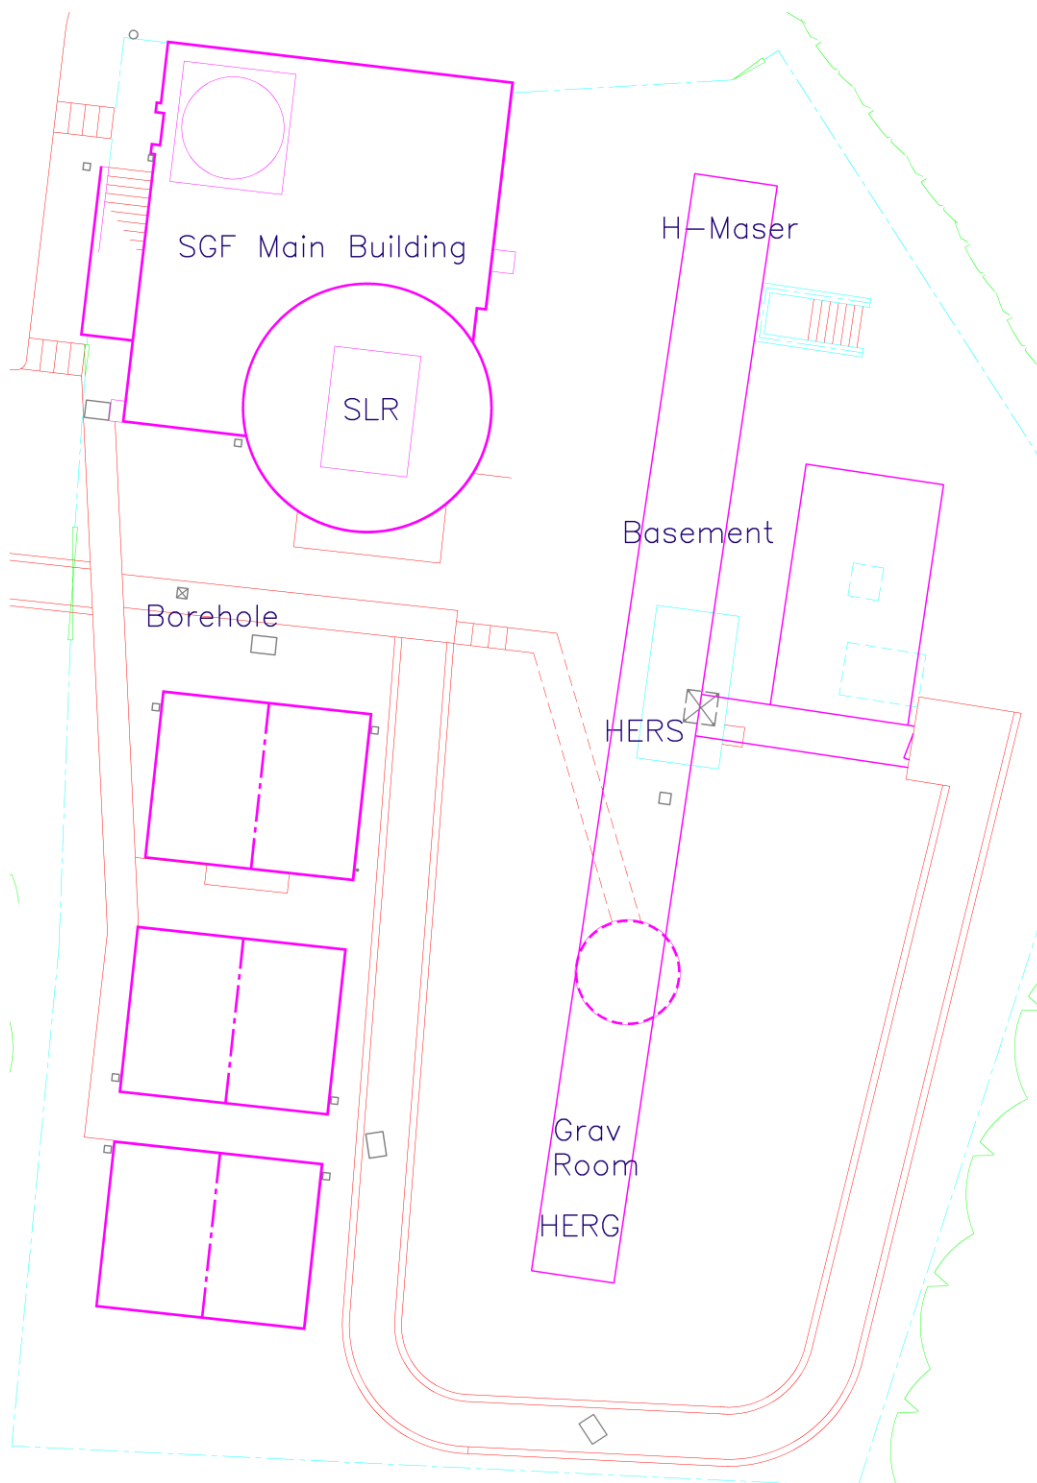 H-Maser
SGF Main Building
SLR
Basement
Borehole
HERS
Grav
Room
HERG